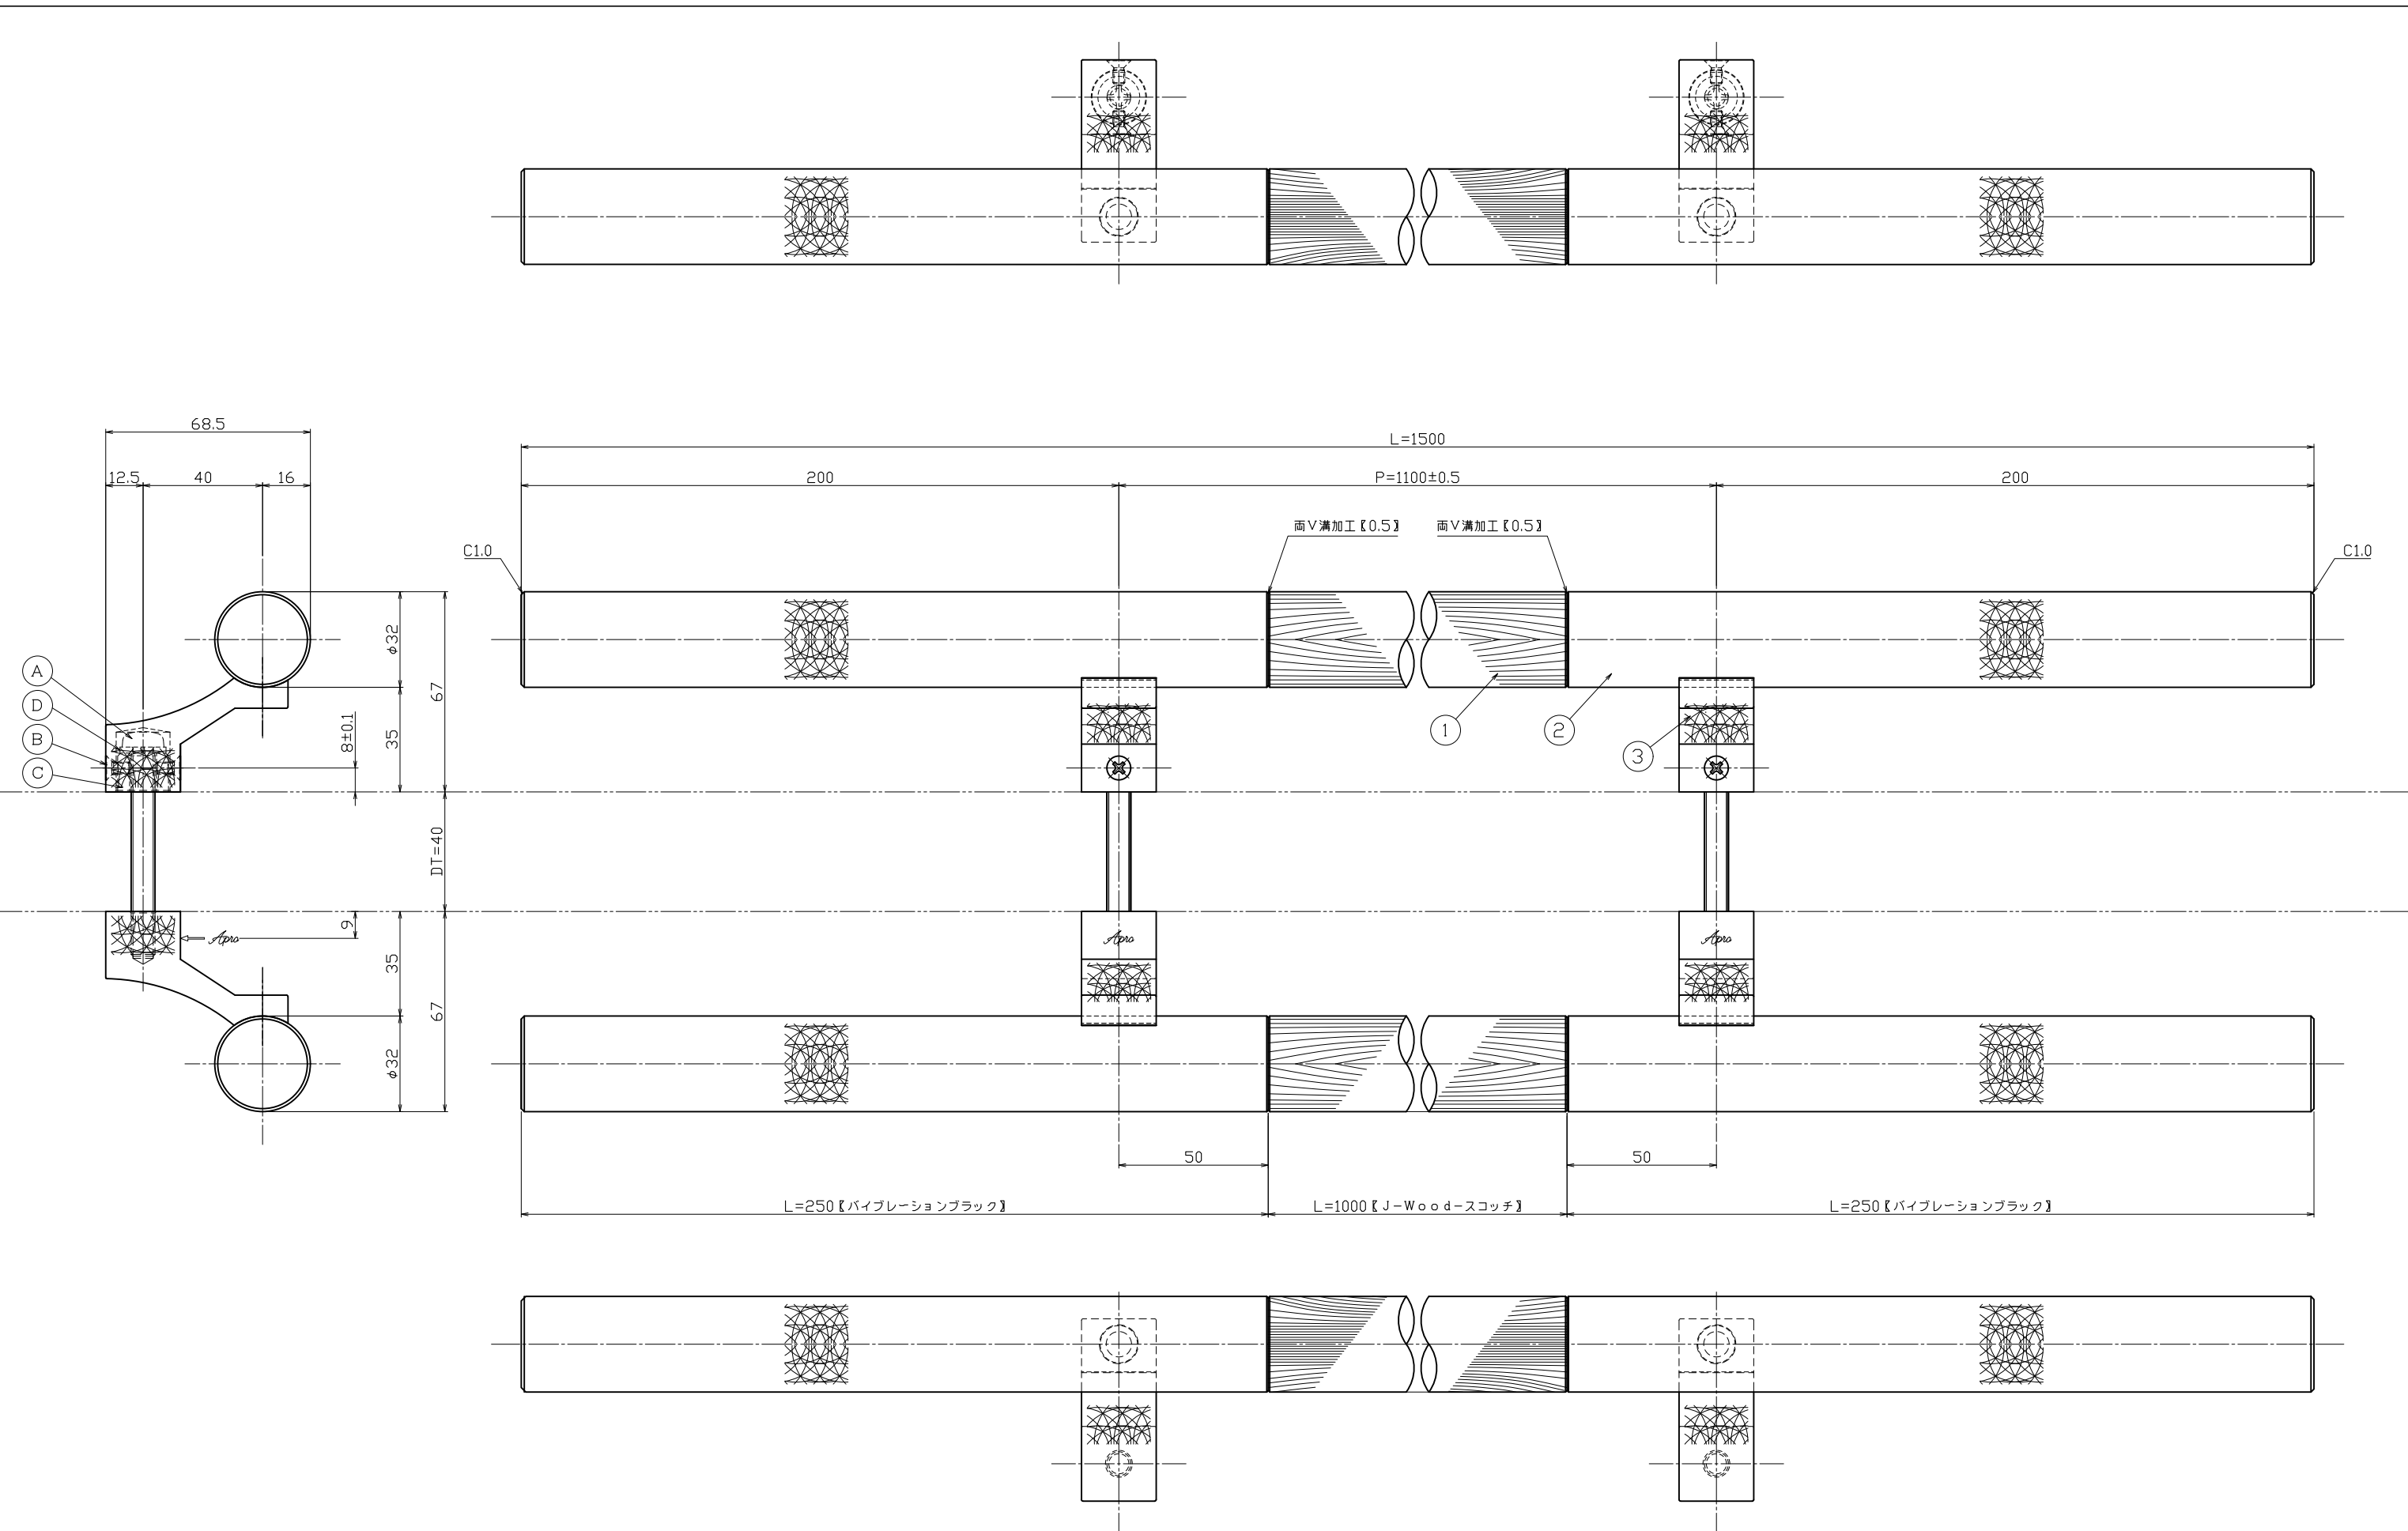 68.5
L=1500
12.5
40
16
200
P=1100±0.5
200
両V溝加工〖0.5〗
両V溝加工〖0.5〗
C1.0
C1.0
φ32
67
A
D
B
C
8±0.1
35
1
2
3
DT=40
9
Apro
Apro
Apro
35
67
φ32
50
50
L=250〖バイブレーションブラック〗
L=1000〖J-Wood-スコッチ〗
L=250〖バイブレーションブラック〗